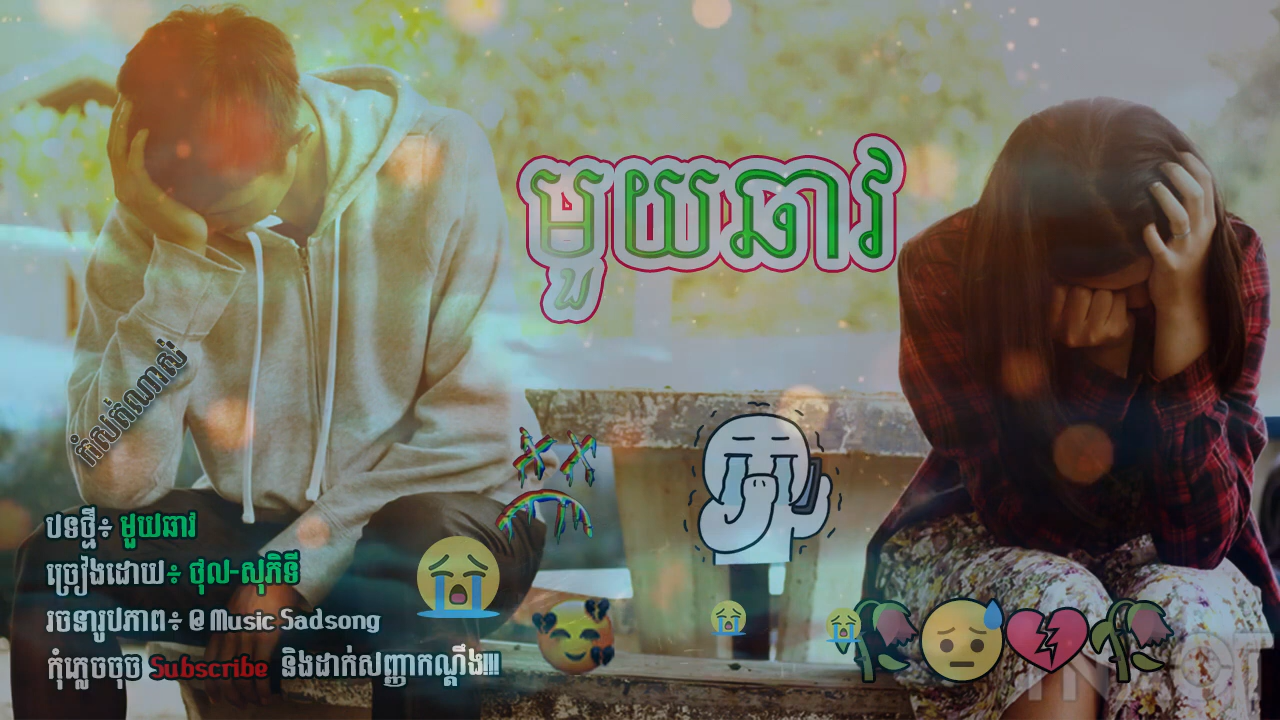 មួយឆាវ
កំសត់ណាស់
បទថ្មី៖ មួយឆាវ
ច្រៀងដោយ៖ ថុល-សុភិទី
រចនារូបភាព៖ @ Music Sadsong
កុំភ្លេចចុច Subscribe និងដាក់សញ្ញាកណ្ដឹង!!!